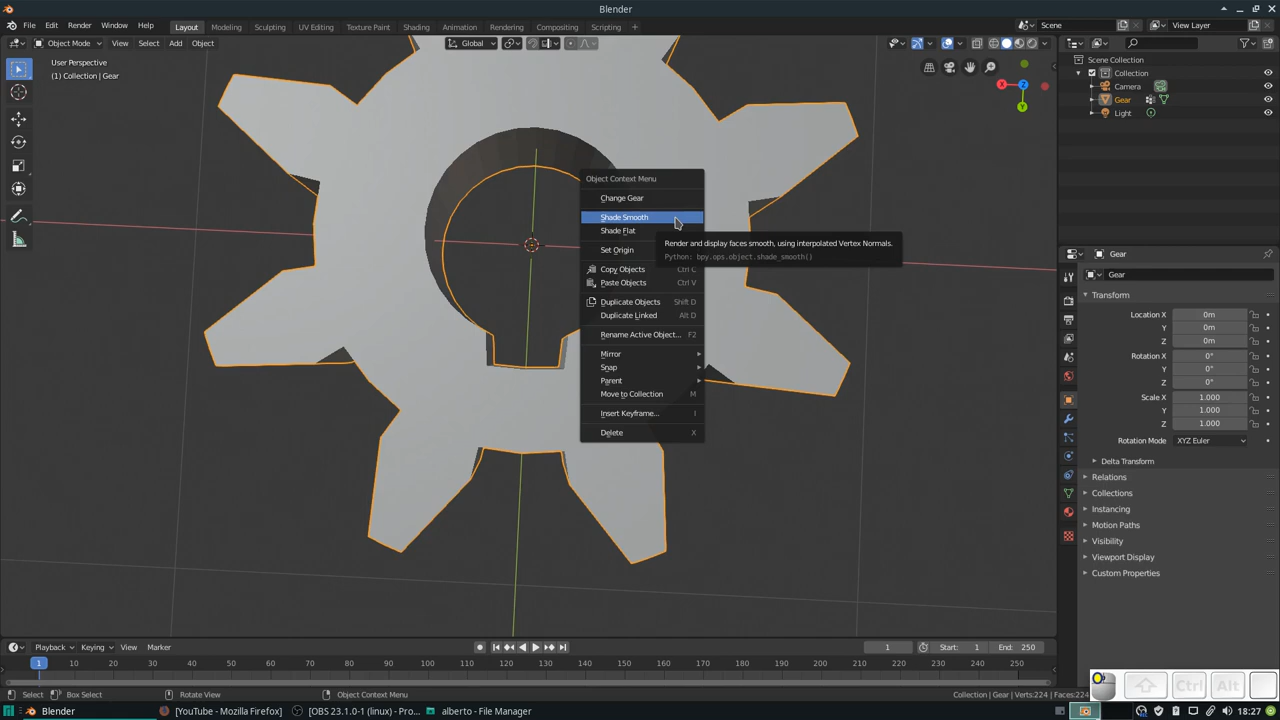 Blender
File Edit Render Window Help
Layout Modeling Sculpting UV Editing Texture Paint Shading Animation Rendering Compositing Scripting +
Scene View Layer
Object Mode View Select Add Object Global
User Perspective
(1) Collection | Gear
Scene Collection
Collection
Camera
Gear
Light
X
Y
Z
Object Context Menu
Change Gear
Shade Smooth
Shade Flat
Set Origin
Copy Objects Ctrl C
Paste Objects Ctrl V
Duplicate Objects Shift D
Duplicate Linked Alt D
Rename Active Object... F2
Mirror
Snap
Parent
Move to Collection M
Insert Keyframe... I
Delete X
Render and display faces smooth, using interpolated Vertex Normals.
Python: bpy.ops.object.shade_smooth()
Gear
Gear
Transform
Location X 0m
Y 0m
Z 0m
Rotation X 0°
Y 0°
Z 0°
Scale X 1.000
Y 1.000
Z 1.000
Rotation Mode XYZ Euler
Delta Transform
Relations
Collections
Instancing
Motion Paths
Visibility
Viewport Display
Custom Properties
Playback Keying View Marker 1 Start: 1 End: 250
1 10 20 30 40 50 60 70 80 90 100 110 120 130 140 150 160 170 180 190 200 210 220 230 240 250
Select Box Select Rotate View Object Context Menu Collection | Gear | Verts:224 | Faces:224
Ctrl Alt
Blender [YouTube - Mozilla Firefox] [OBS 23.1.0-1 (linux) - Pro... alberto - File Manager 18:27